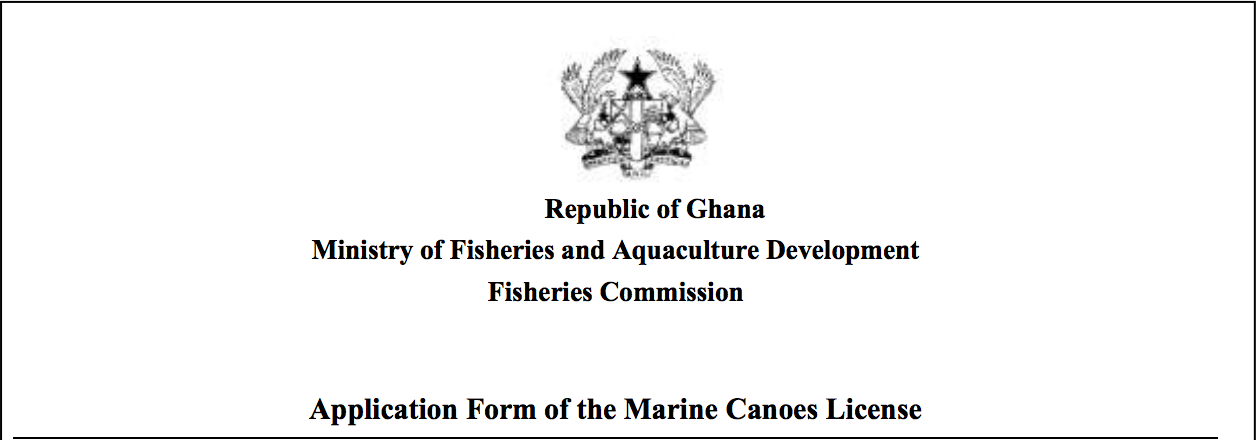 Republic of Ghana
Ministry of Fisheries and Aquaculture Development
Fisheries Commission
Application Form of the Marine Canoes License